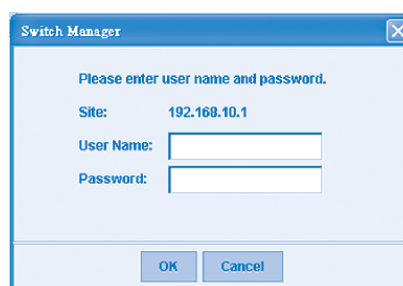 Switch Manager
Please enter user name and password.
Site: 192.168.10.1
User Name:
Password:
OK Cancel